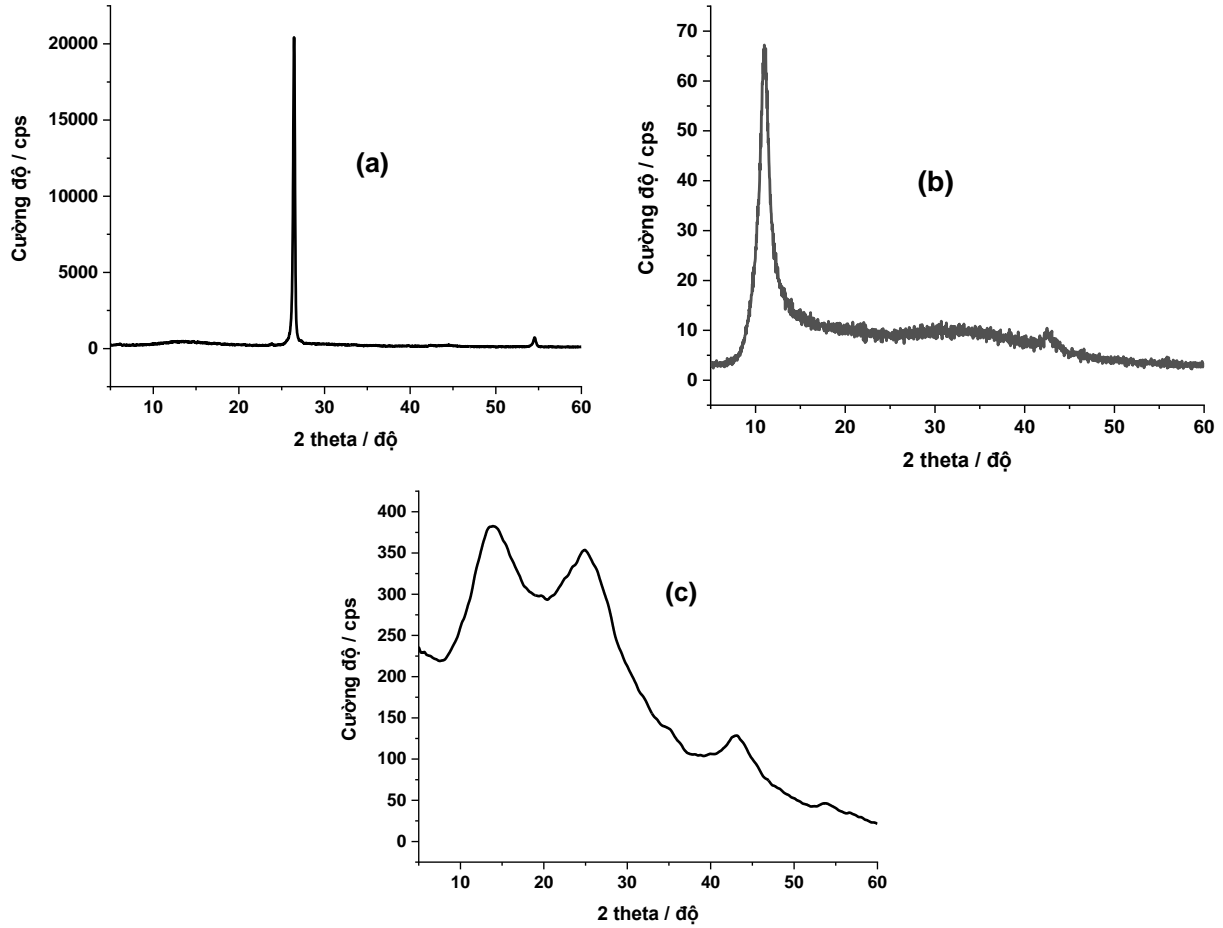 20000
15000
10000
5000
0
10 20 30 40 50 60
Cường độ / cps
2 theta / độ
(a)
70
60
50
40
30
20
10
0
10 20 30 40 50 60
Cường độ / cps
2 theta / độ
(b)
400
350
300
250
200
150
100
50
0
10 20 30 40 50 60
Cường độ / cps
2 theta / độ
(c)